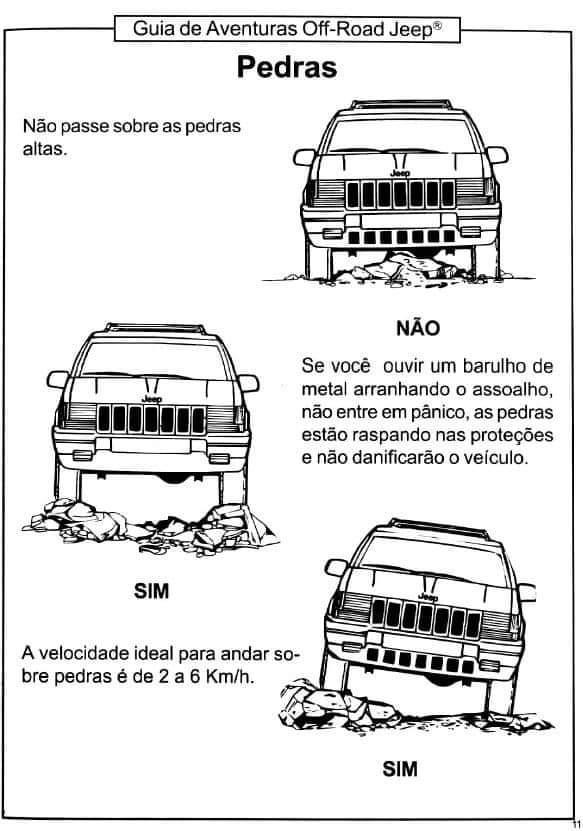 Guia de Aventuras Off-Road Jeep®
Pedras
Não passe sobre as pedras
altas.
Jeep
NÃO
Se você ouvir um barulho de
metal arranhando o assoalho,
não entre em pânico, as pedras
estão raspando nas proteções
e não danificarão o veículo.
Jeep
SIM
A velocidade ideal para andar so-
bre pedras é de 2 a 6 Km/h.
Jeep
SIM
11